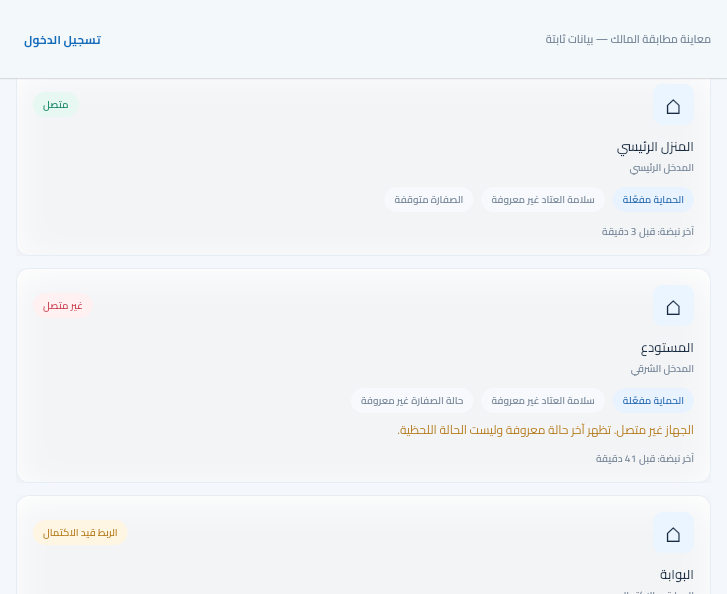 معاينة مطابقة المالك — بيانات ثابتة
تسجيل الدخول
متصل
المنزل الرئيسي
المدخل الرئيسي
الحماية مفعّلة
سلامة العتاد غير معروفة
الصفارة متوقفة
آخر نبضة: قبل 3 دقيقة
غير متصل
المستودع
المدخل الشرقي
الحماية مفعّلة
سلامة العتاد غير معروفة
حالة الصفارة غير معروفة
الجهاز غير متصل. تظهر آخر حالة معروفة وليست الحالة اللحظية.
آخر نبضة: قبل 41 دقيقة
الربط قيد الاكتمال
البوابة